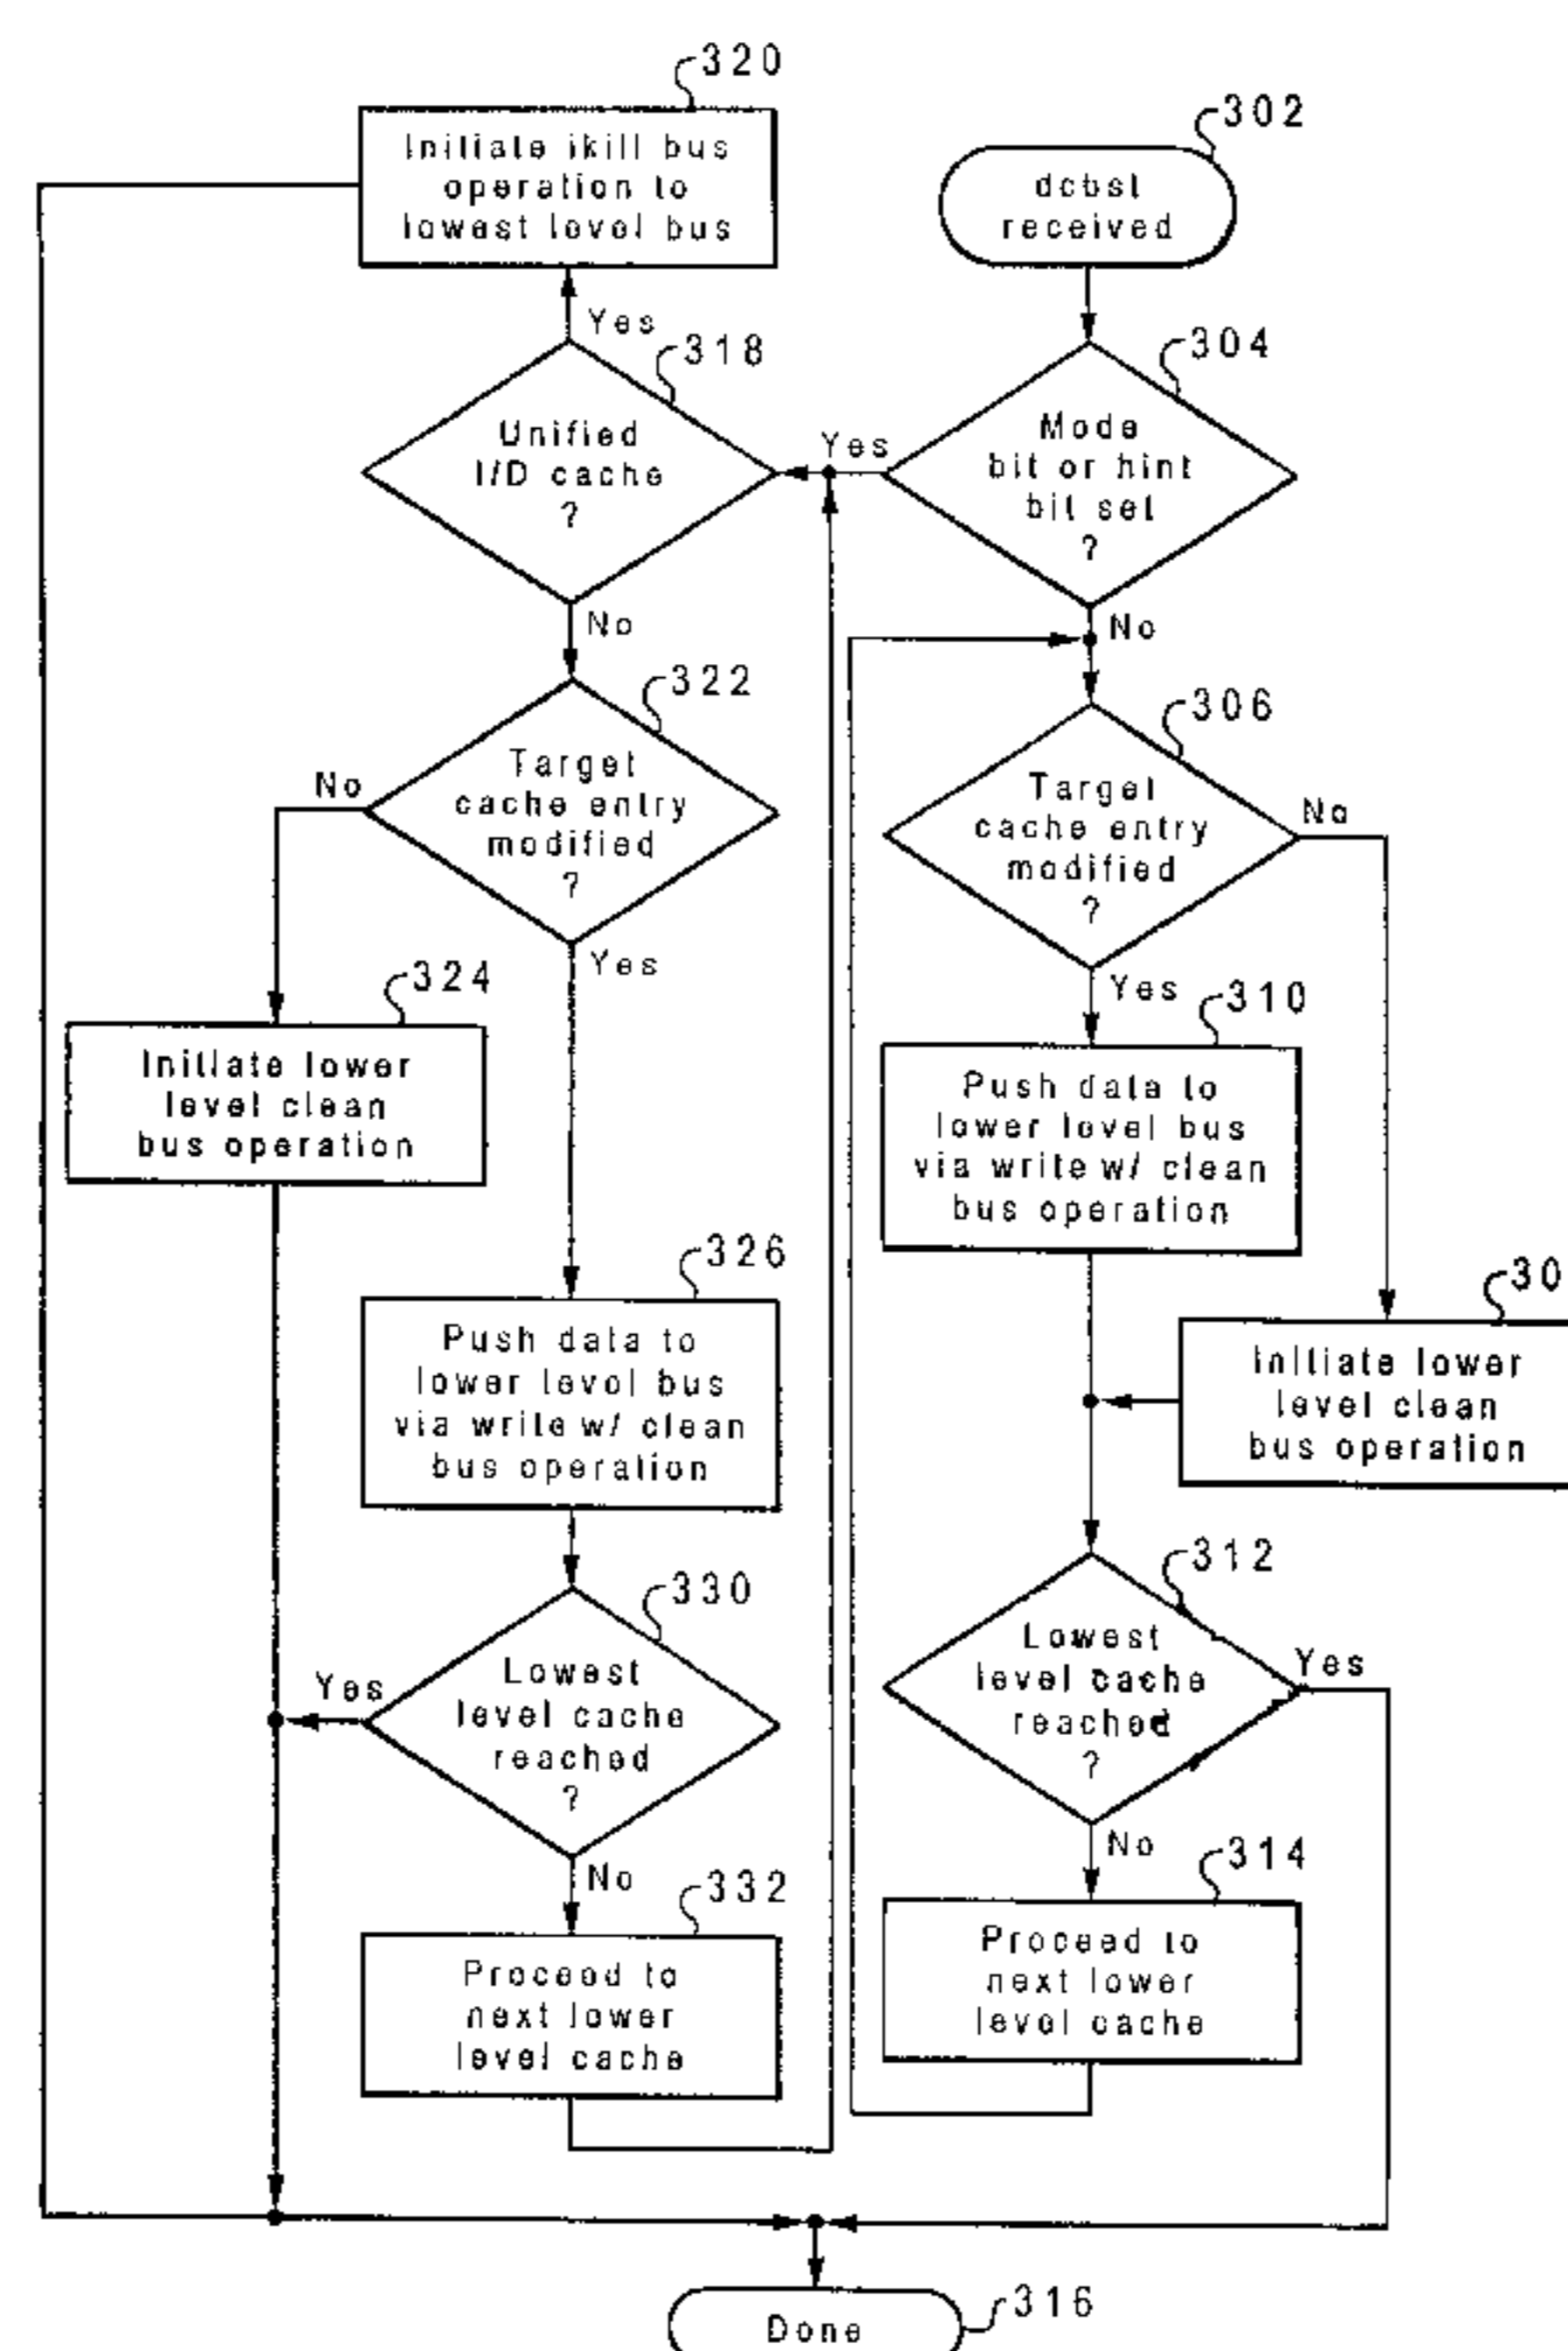 320
Initiate ikill bus
operation to
lowest level bus
302
dcbst
received
Yes
318
Unified
I/D cache
?
Yes
304
Mode
bit or hint
bit set
?
No
No
322
Target
cache entry
modified
?
No
Yes
306
Target
cache entry
modified
?
No
Yes
324
Initiate lower
level clean
bus operation
310
Push data to
lower level bus
via write w/ clean
bus operation
326
Push data to
lower level bus
via write w/ clean
bus operation
30
Initiate lower
level clean
bus operation
330
Lowest
level cache
reached
?
Yes
No
312
Lowest
level cache
reached
?
Yes
No
332
Proceed to
next lower
level cache
314
Proceed to
next lower
level cache
Done
316